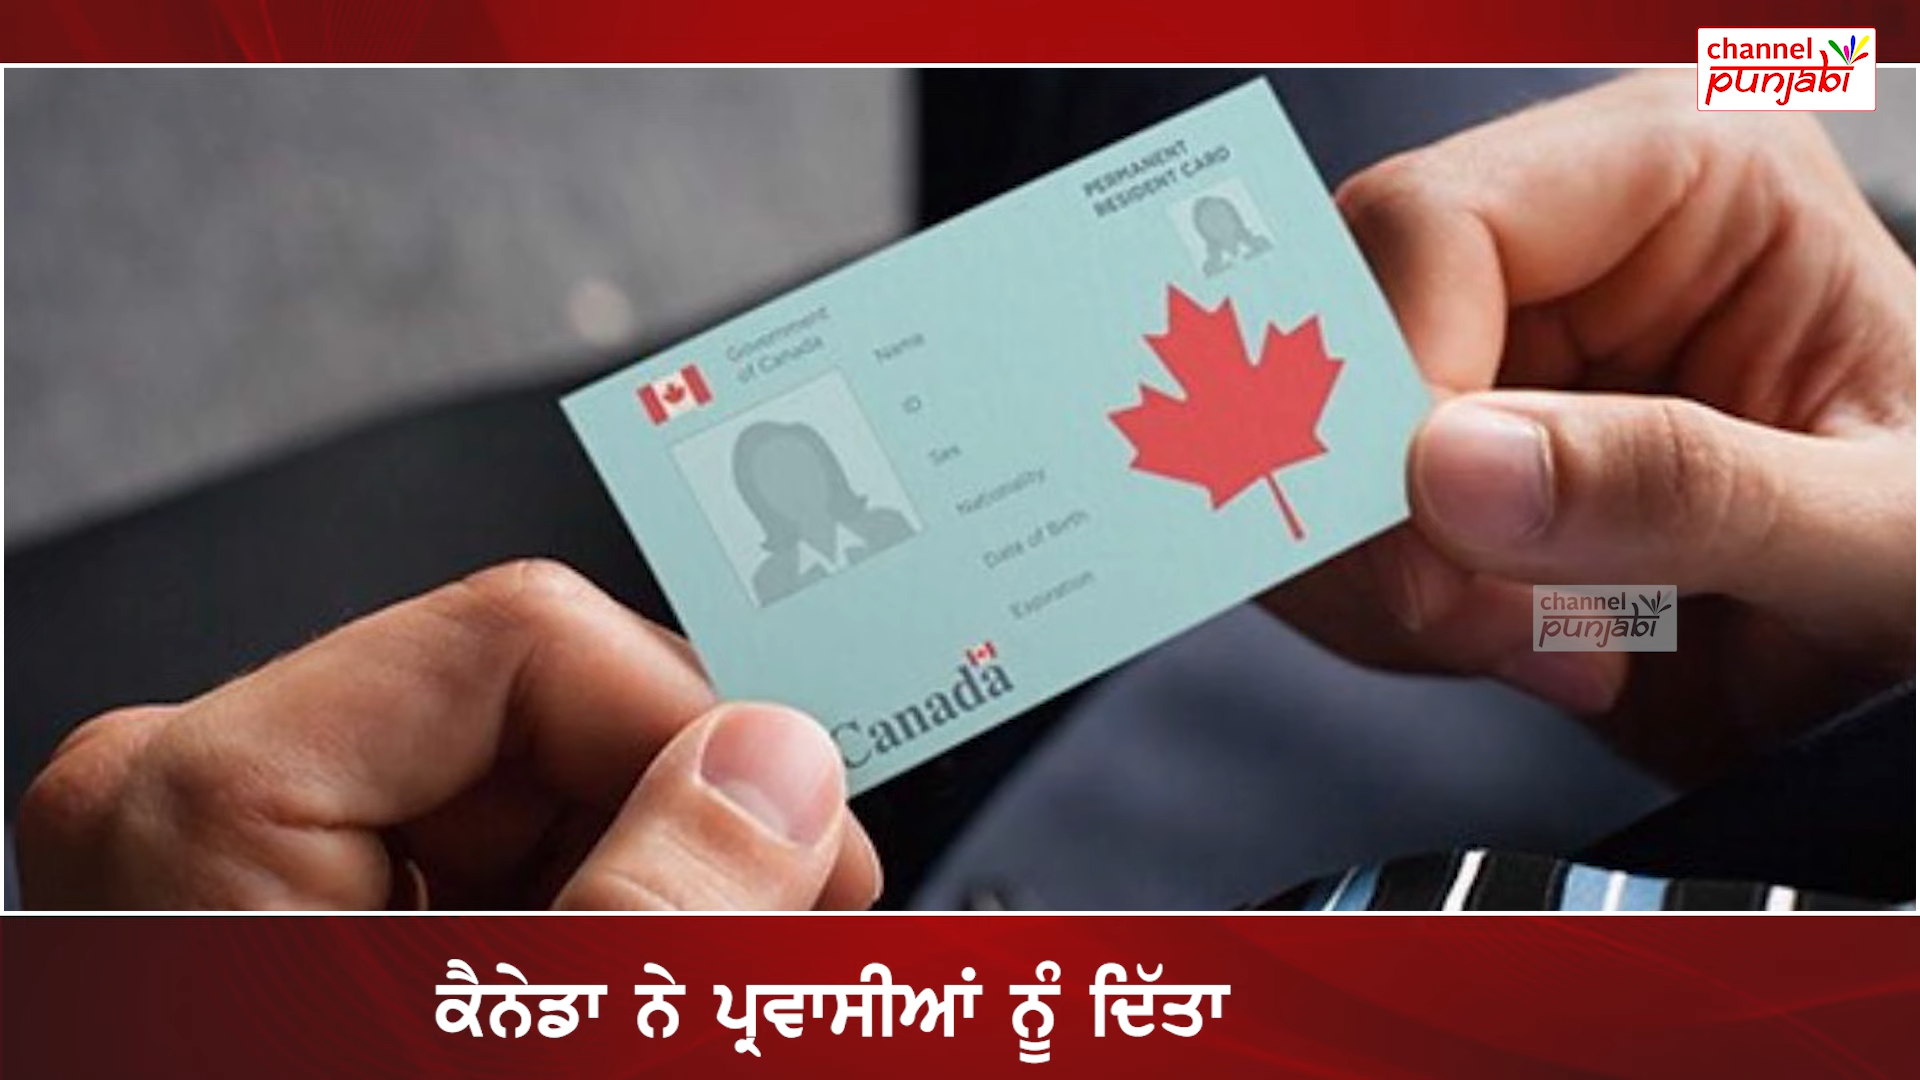 channel
punjabi
PERMANENT
RESIDENT CARD
Government
of Canada
Name
ID
Sex
Nationality
Date of Birth
Expiration
Canada
channel
punjabi
ਕੈਨੇਡਾ ਨੇ ਪ੍ਰਵਾਸੀਆਂ ਨੂੰ ਦਿੱਤਾ